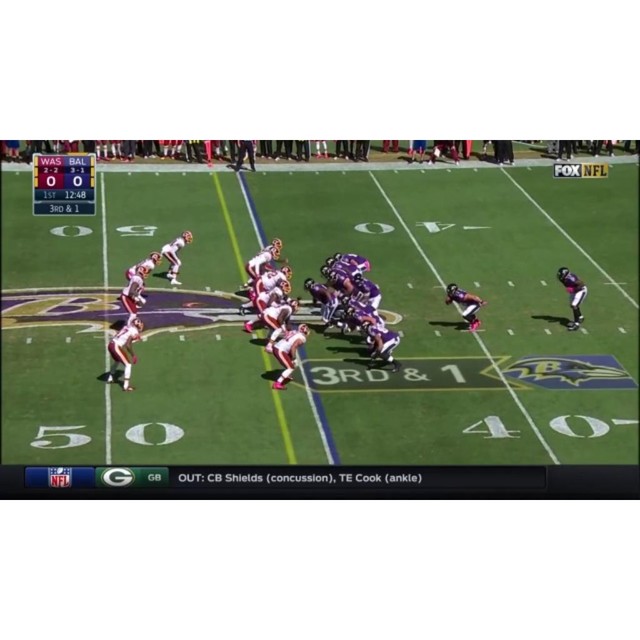 WAS BAL
2-2 3-1
0 0
1ST 12:48
3RD & 1
FOX NFL
50
40
B
3RD & 1
B
50
40
NFL G GB OUT: CB Shields (concussion), TE Cook (ankle)